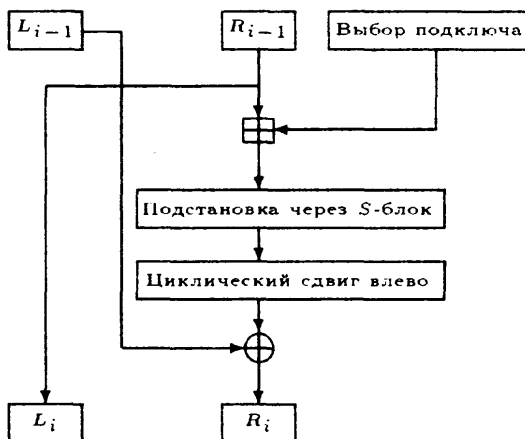 L_{i-1}
R_{i-1}
Выбор подключа
Подстановка через S-блок
Циклический сдвиг влево
L_i
R_i